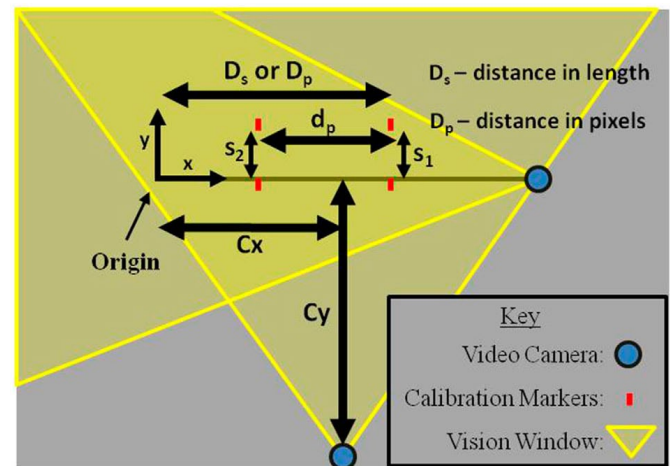 Ds or Dp
Ds – distance in length
dp
Dp – distance in pixels
y
s2
s1
x
Origin
Cx
Cy
Key
Video Camera:
Calibration Markers:
Vision Window: